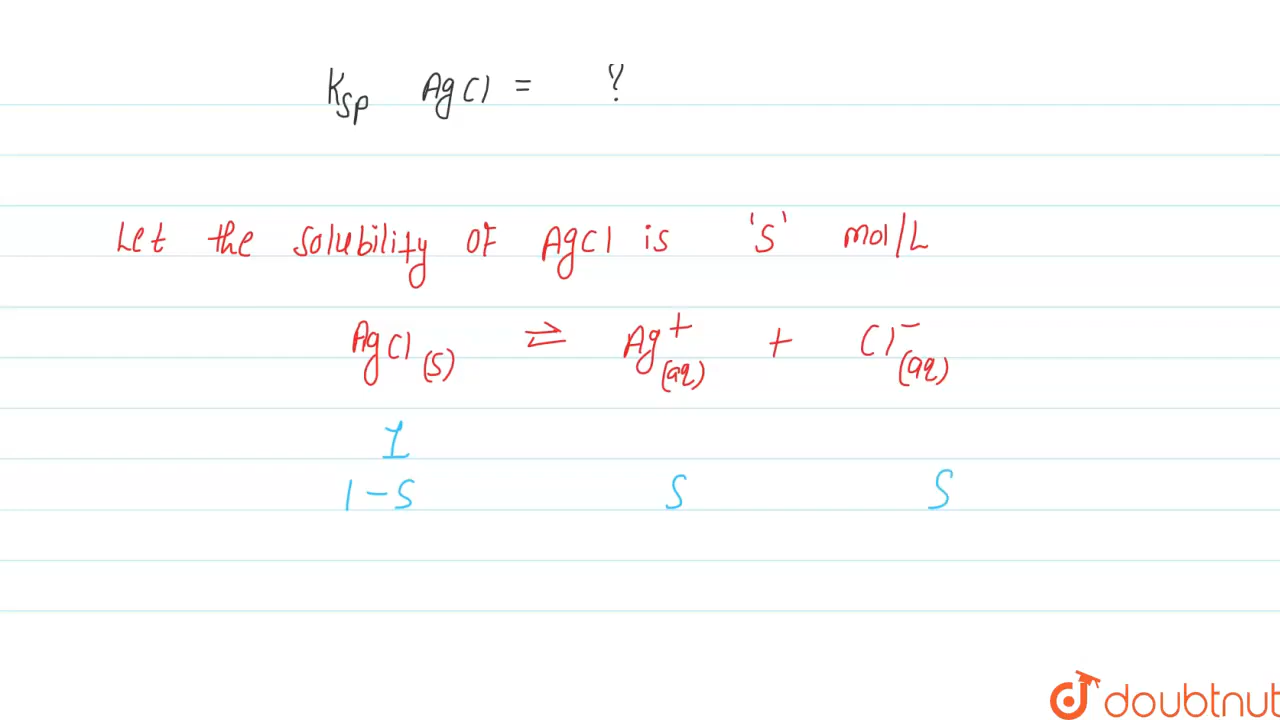 Ksp AgCl = ?
Let the solubility OF AgCl is 's' mol/L
AgCl (s) ⇌ Ag+ (aq) + Cl− (aq)
1
1 − s s s
doubtnut